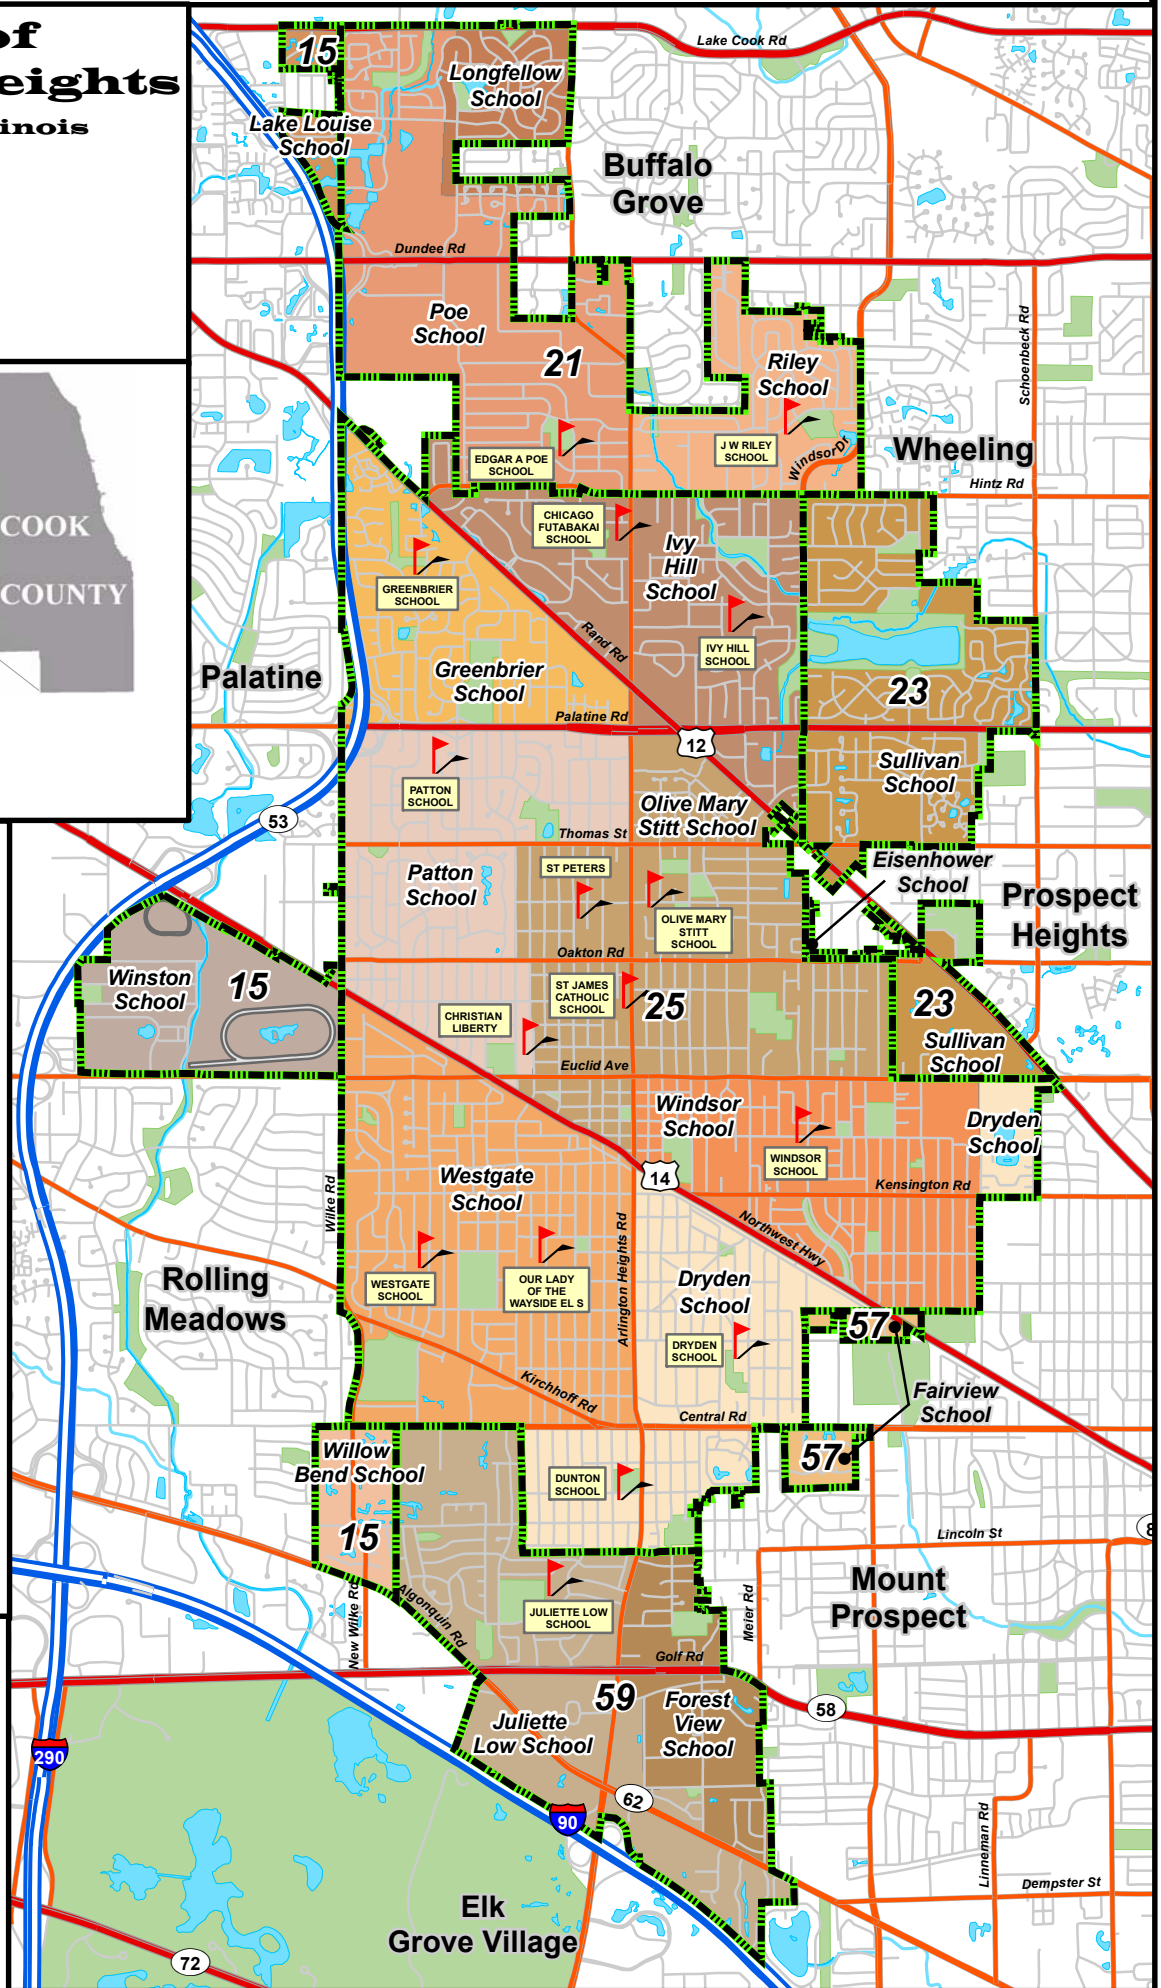 of
eights
inois
COOK
COUNTY
Lake Cook Rd
15
Longfellow
School
Lake Louise
School
Buffalo
Grove
Dundee Rd
Poe
School
21
Riley
School
Schoenbeck Rd
EDGAR A POE
SCHOOL
J W RILEY
SCHOOL
Windsor Dr
Wheeling
Hintz Rd
CHICAGO
FUTABAKAI
SCHOOL
Ivy
Hill
School
GREENBRIER
SCHOOL
IVY HILL
SCHOOL
Rand Rd
Palatine
Greenbrier
School
23
Palatine Rd
12
PATTON
SCHOOL
Sullivan
School
Olive Mary
Stitt School
53
Thomas St
Patton
School
ST PETERS
Eisenhower
School
OLIVE MARY
STITT
SCHOOL
Prospect
Heights
Oakton Rd
Winston
School
15
ST JAMES
CATHOLIC
SCHOOL
25
23
CHRISTIAN
LIBERTY
Sullivan
School
Euclid Ave
Windsor
School
Dryden
School
WINDSOR
SCHOOL
Westgate
School
14
Kensington Rd
Wilke Rd
Northwest Hwy
Arlington Heights Rd
Rolling
Meadows
WESTGATE
SCHOOL
OUR LADY
OF THE
WAYSIDE EL S
Dryden
School
DRYDEN
SCHOOL
57
Kirchhoff Rd
Fairview
School
Central Rd
Willow
Bend School
57
DUNTON
SCHOOL
15
Lincoln St
8
Mount
Prospect
New Wilke Rd
Algonquin Rd
JULIETTE LOW
SCHOOL
Meier Rd
Golf Rd
59
Forest
View
School
58
Juliette
Low School
290
62
90
Linneman Rd
Dempster St
Elk
Grove Village
72